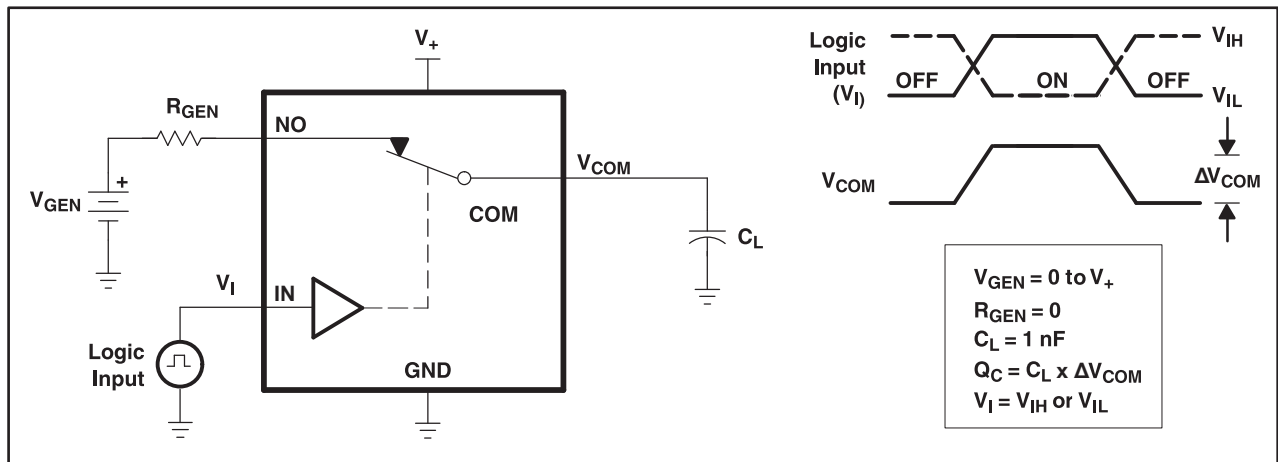 V+
RGEN
NO
VCOM
COM
+
VGEN
CL
VI
IN
Logic
Input
GND
Logic
Input
(VI)
OFF
ON
OFF
VIH
VIL
VCOM
ΔVCOM
VGEN = 0 to V+
RGEN = 0
CL = 1 nF
QC = CL x ΔVCOM
VI = VIH or VIL